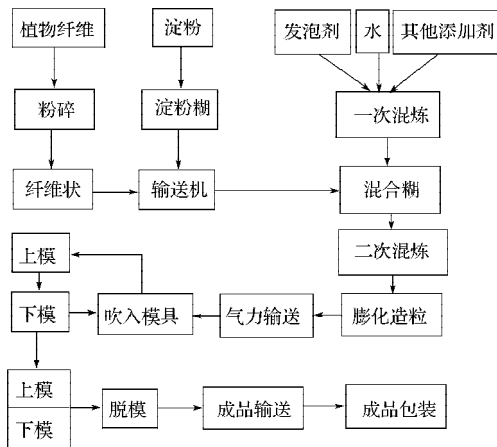 植物纤维
淀粉
发泡剂
水
其他添加剂
粉碎
淀粉糊
一次混炼
纤维状
输送机
混合糊
二次混炼
上模
下模
吹入模具
气力输送
膨化造粒
上模
下模
脱模
成品输送
成品包装